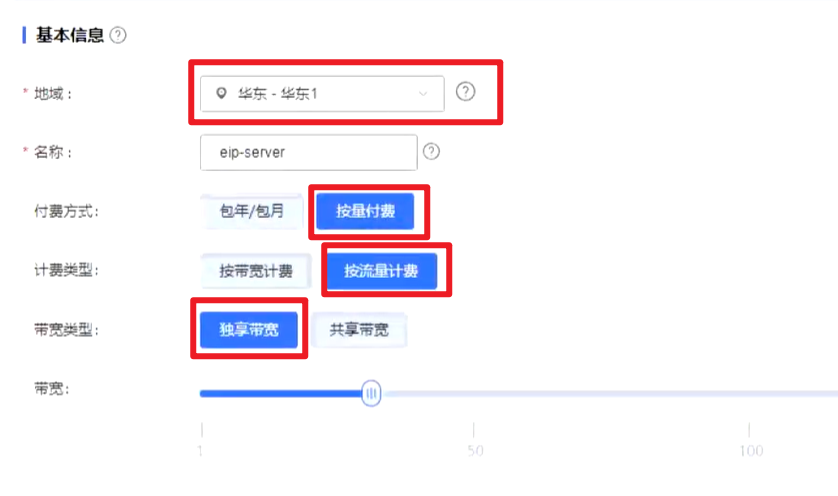 基本信息 ?
* 地域： 华东 - 华东1 ?
* 名称： eip-server ?
付费方式： 包年/包月 按量付费
计费类型： 按带宽计费 按流量计费
带宽类型： 独享带宽 共享带宽
带宽：
1 50 100